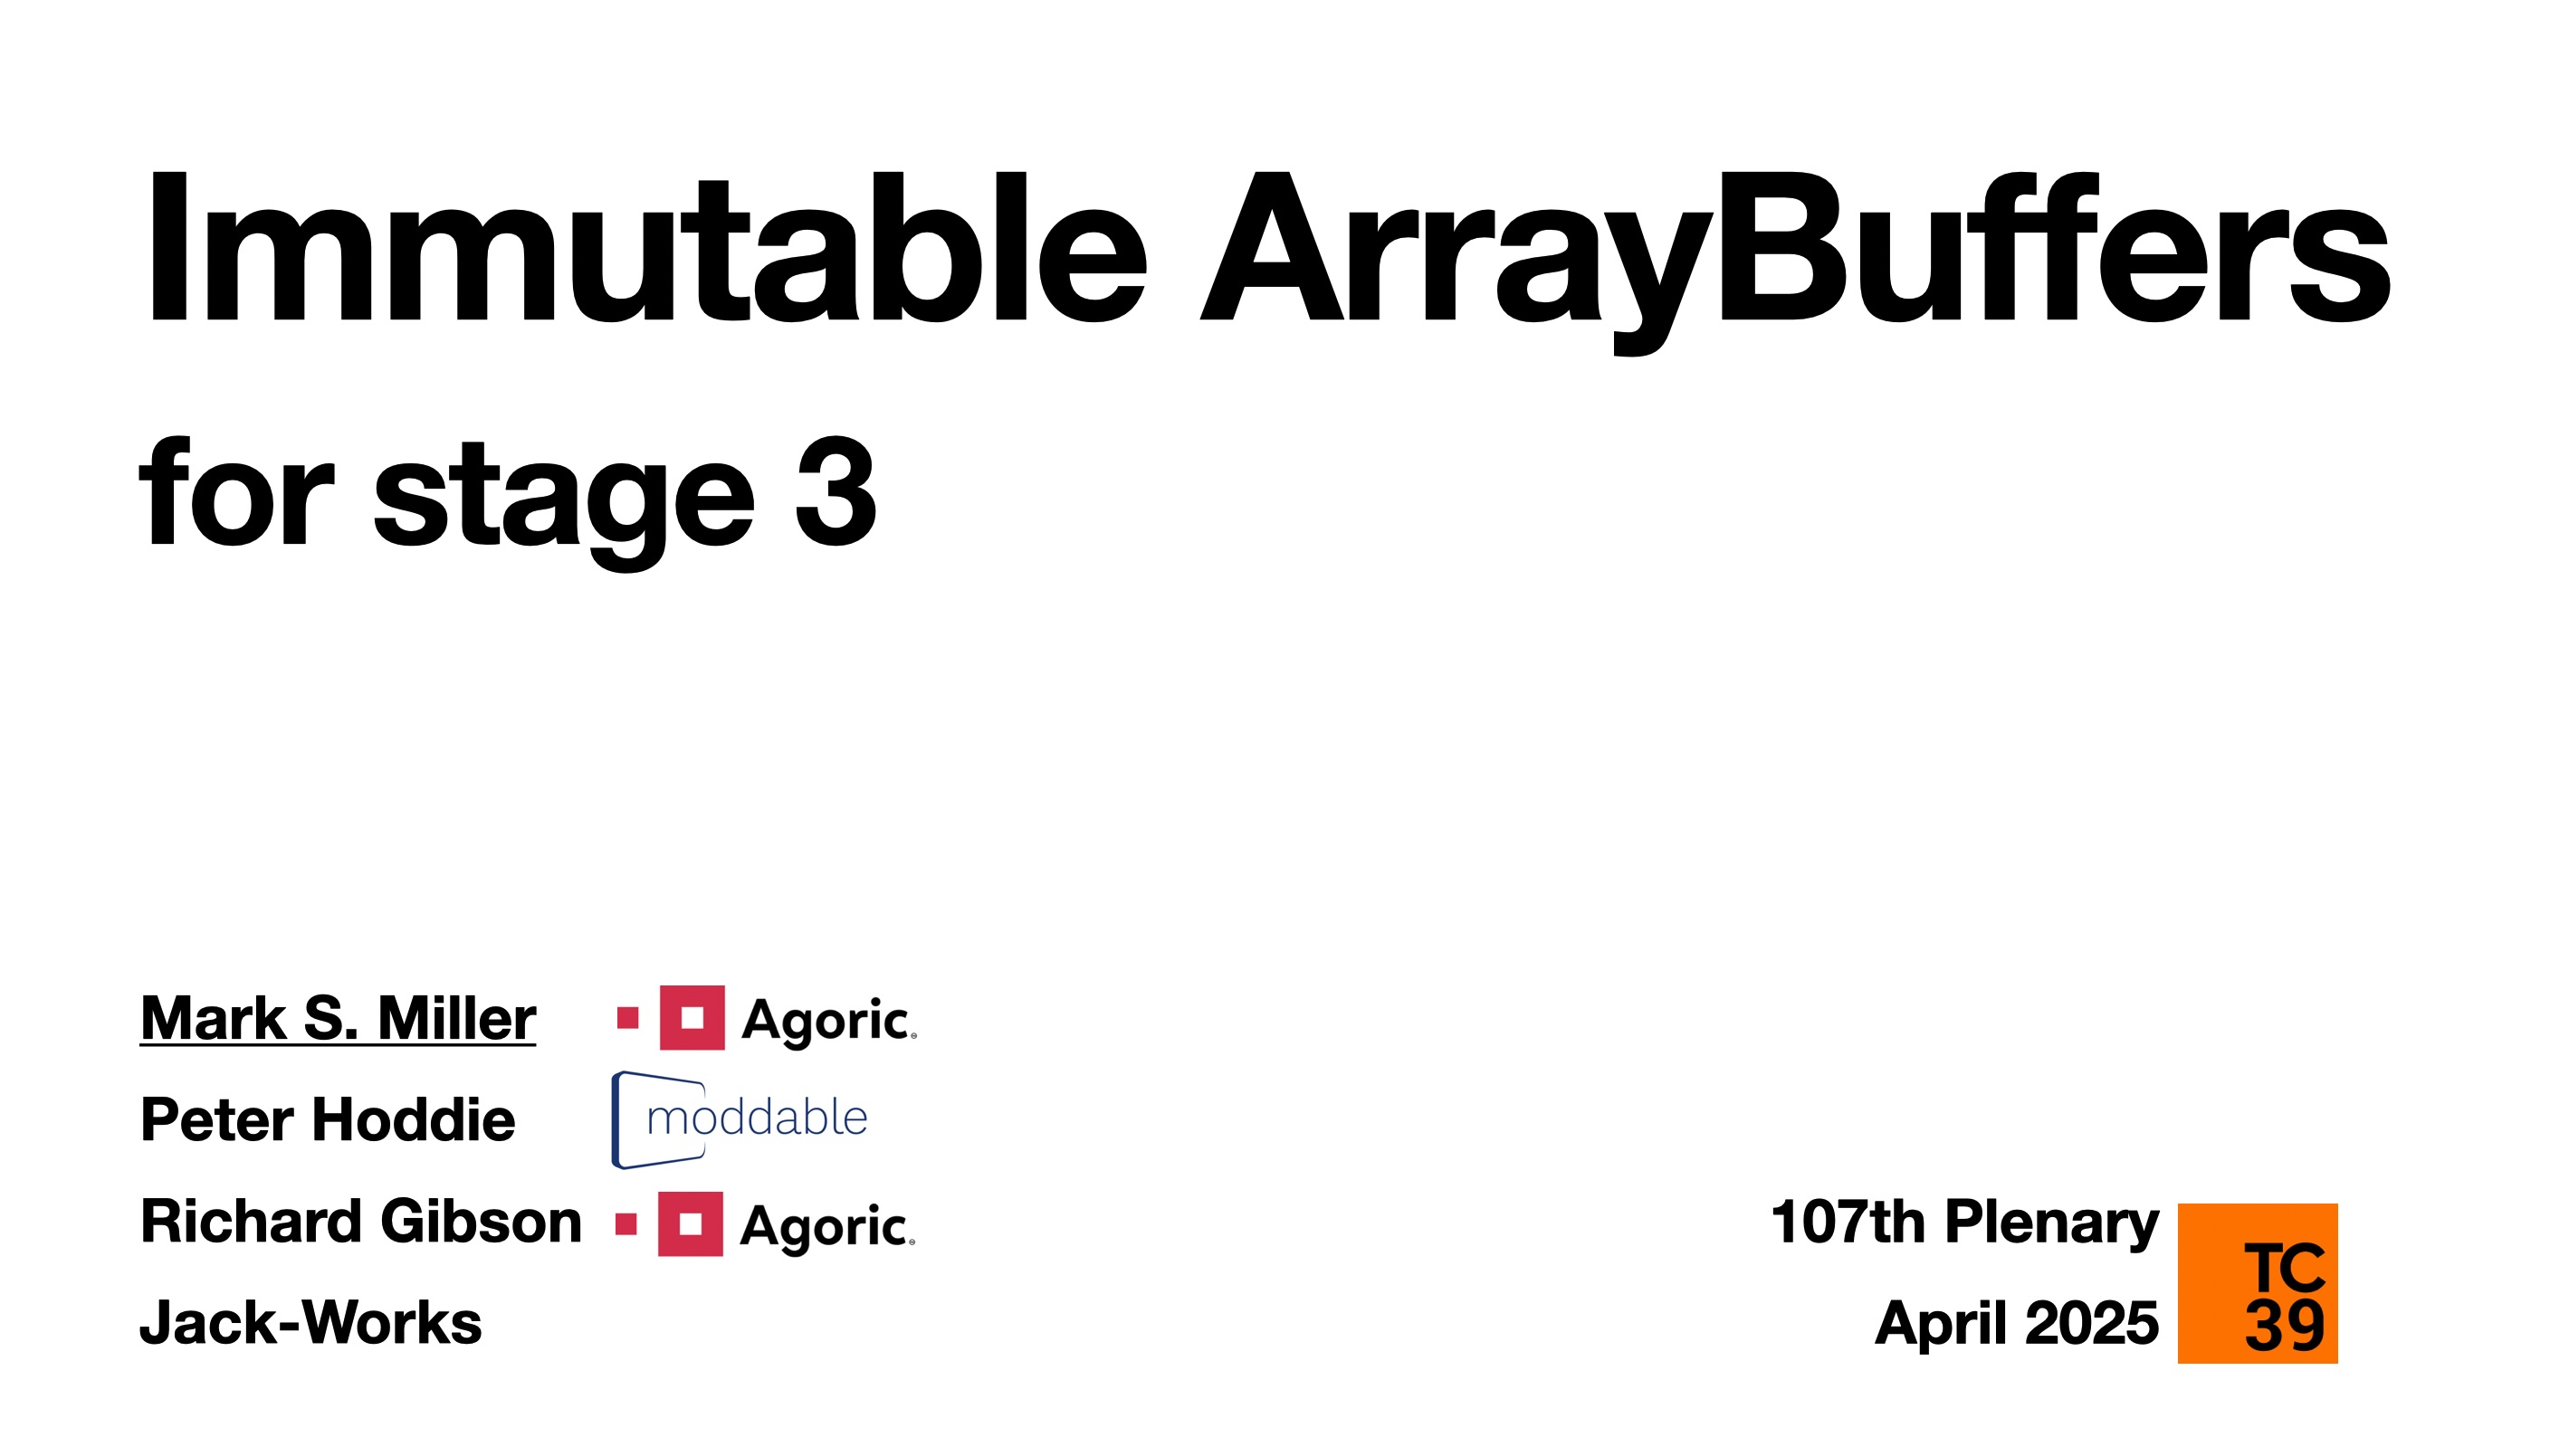 Immutable ArrayBuffers
for stage 3
Mark S. Miller
Agoric
Peter Hoddie
moddable
Richard Gibson
Agoric
Jack-Works
107th Plenary
April 2025
TC
39